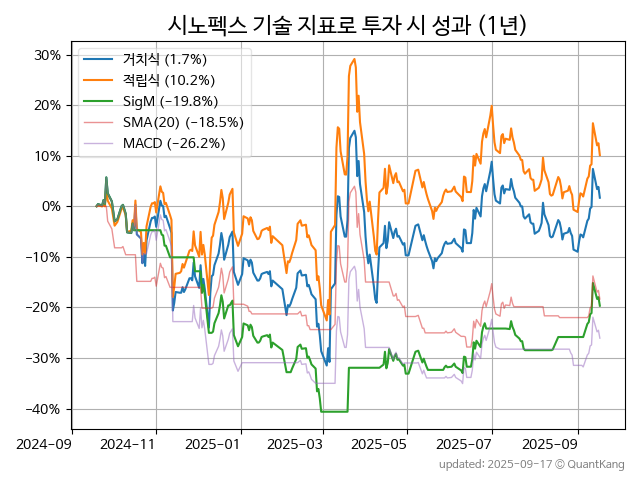 시노펙스 기술 지표로 투자 시 성과 (1년)
거치식 (1.7%)
적립식 (10.2%)
SigM (−19.8%)
SMA(20) (−18.5%)
MACD (−26.2%)
30%
20%
10%
0%
−10%
−20%
−30%
−40%
2024-09 2024-11 2025-01 2025-03 2025-05 2025-07 2025-09
updated: 2025-09-17 © QuantKang